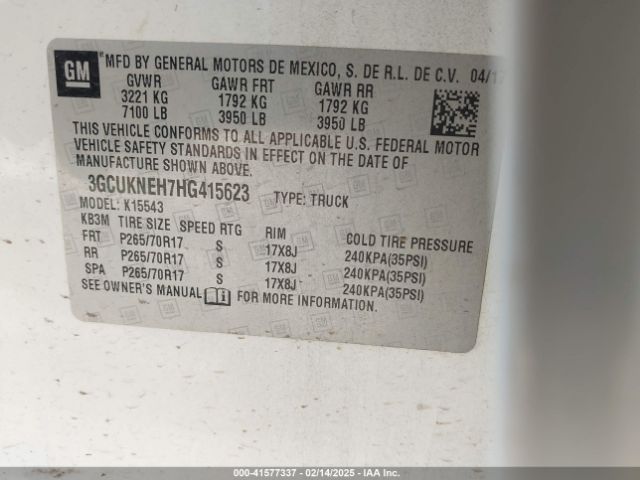 GM MFD BY GENERAL MOTORS DE MEXICO, S. DE R.L. DE C.V. 04/17
GVWR GAWR FRT GAWR RR
3221 KG 1792 KG 1792 KG
7100 LB 3950 LB 3950 LB
THIS VEHICLE CONFORMS TO ALL APPLICABLE U.S. FEDERAL MOTOR
VEHICLE SAFETY STANDARDS IN EFFECT ON THE DATE OF
MANUFACTURE SHOWN ABOVE.
3GCUKNEH7HG415623 TYPE: TRUCK
MODEL: K15543
KB3M TIRE SIZE SPEED RTG RIM COLD TIRE PRESSURE
FRT P265/70R17 S 17X8J 240KPA(35PSI)
RR P265/70R17 S 17X8J 240KPA(35PSI)
SPA P265/70R17 S 17X8J 240KPA(35PSI)
SEE OWNER'S MANUAL FOR MORE INFORMATION.
000-41577337 - 02/14/2025 - IAA Inc.